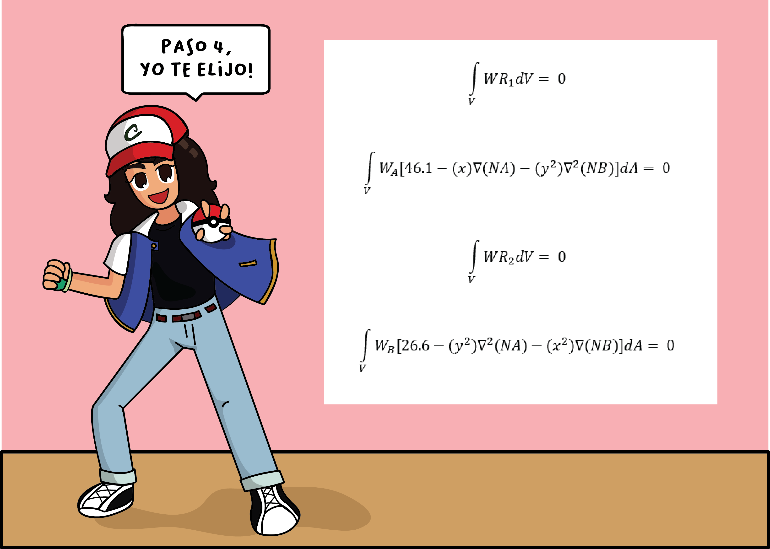 PASO 4,
YO TE ELIJO!
C
∫_V WR₁dV = 0
∫_V W_A[46.1 − (x)∇(NA) − (y²)∇²(NB)]dA = 0
∫_V WR₂dV = 0
∫_V W_B[26.6 − (y²)∇²(NA) − (x²)∇(NB)]dA = 0